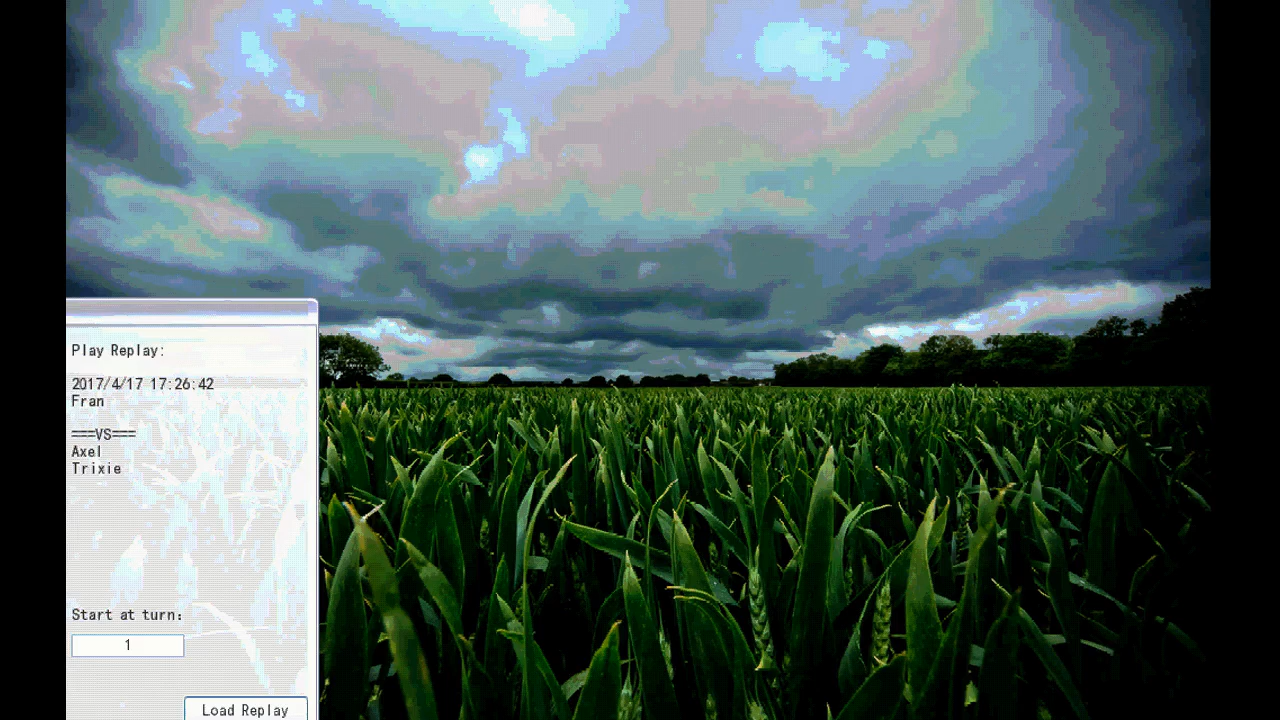 Play Replay:
2017/4/17 17:26:42
Fran
===VS===
Axel
Trixie
Start at turn:
1
Load Replay